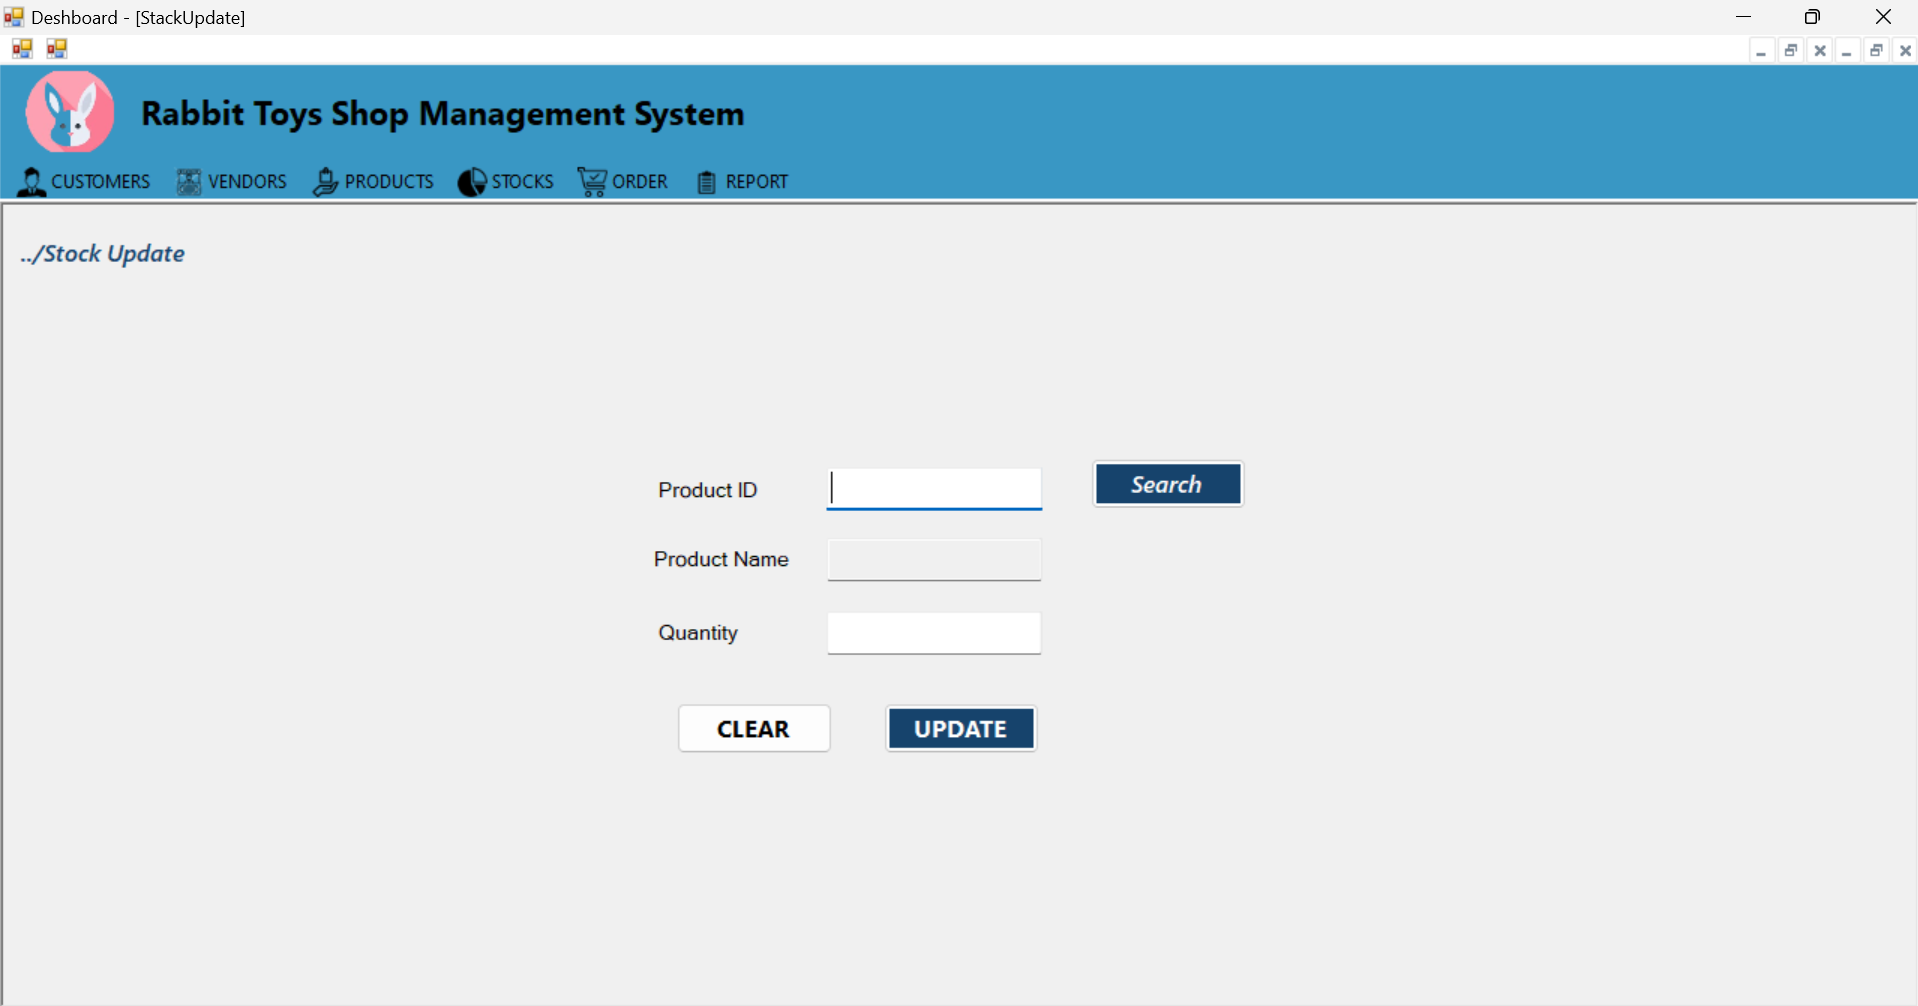 Deshboard - [StackUpdate]
Rabbit Toys Shop Management System
CUSTOMERS VENDORS PRODUCTS STOCKS ORDER REPORT
../Stock Update
Product ID Search
Product Name
Quantity
CLEAR UPDATE